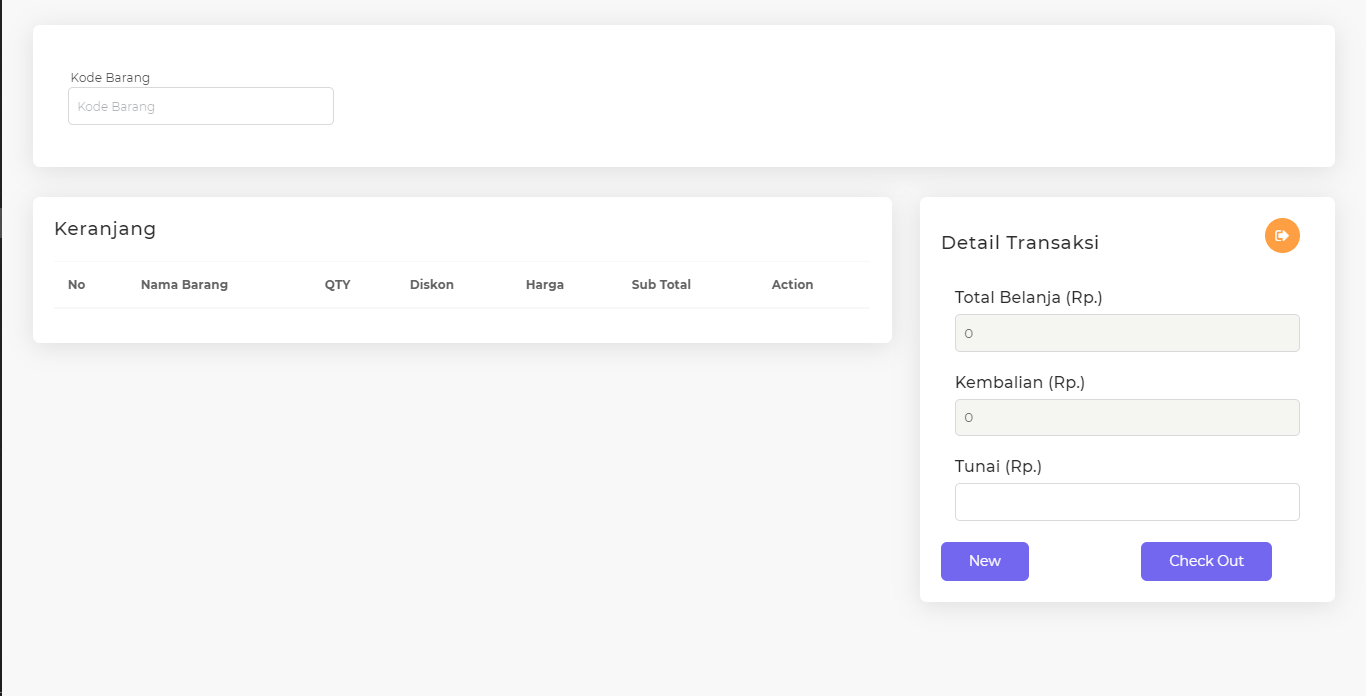 Kode Barang
Kode Barang
Keranjang
No Nama Barang QTY Diskon Harga Sub Total Action
Detail Transaksi
Total Belanja (Rp.)
0
Kembalian (Rp.)
0
Tunai (Rp.)
New Check Out